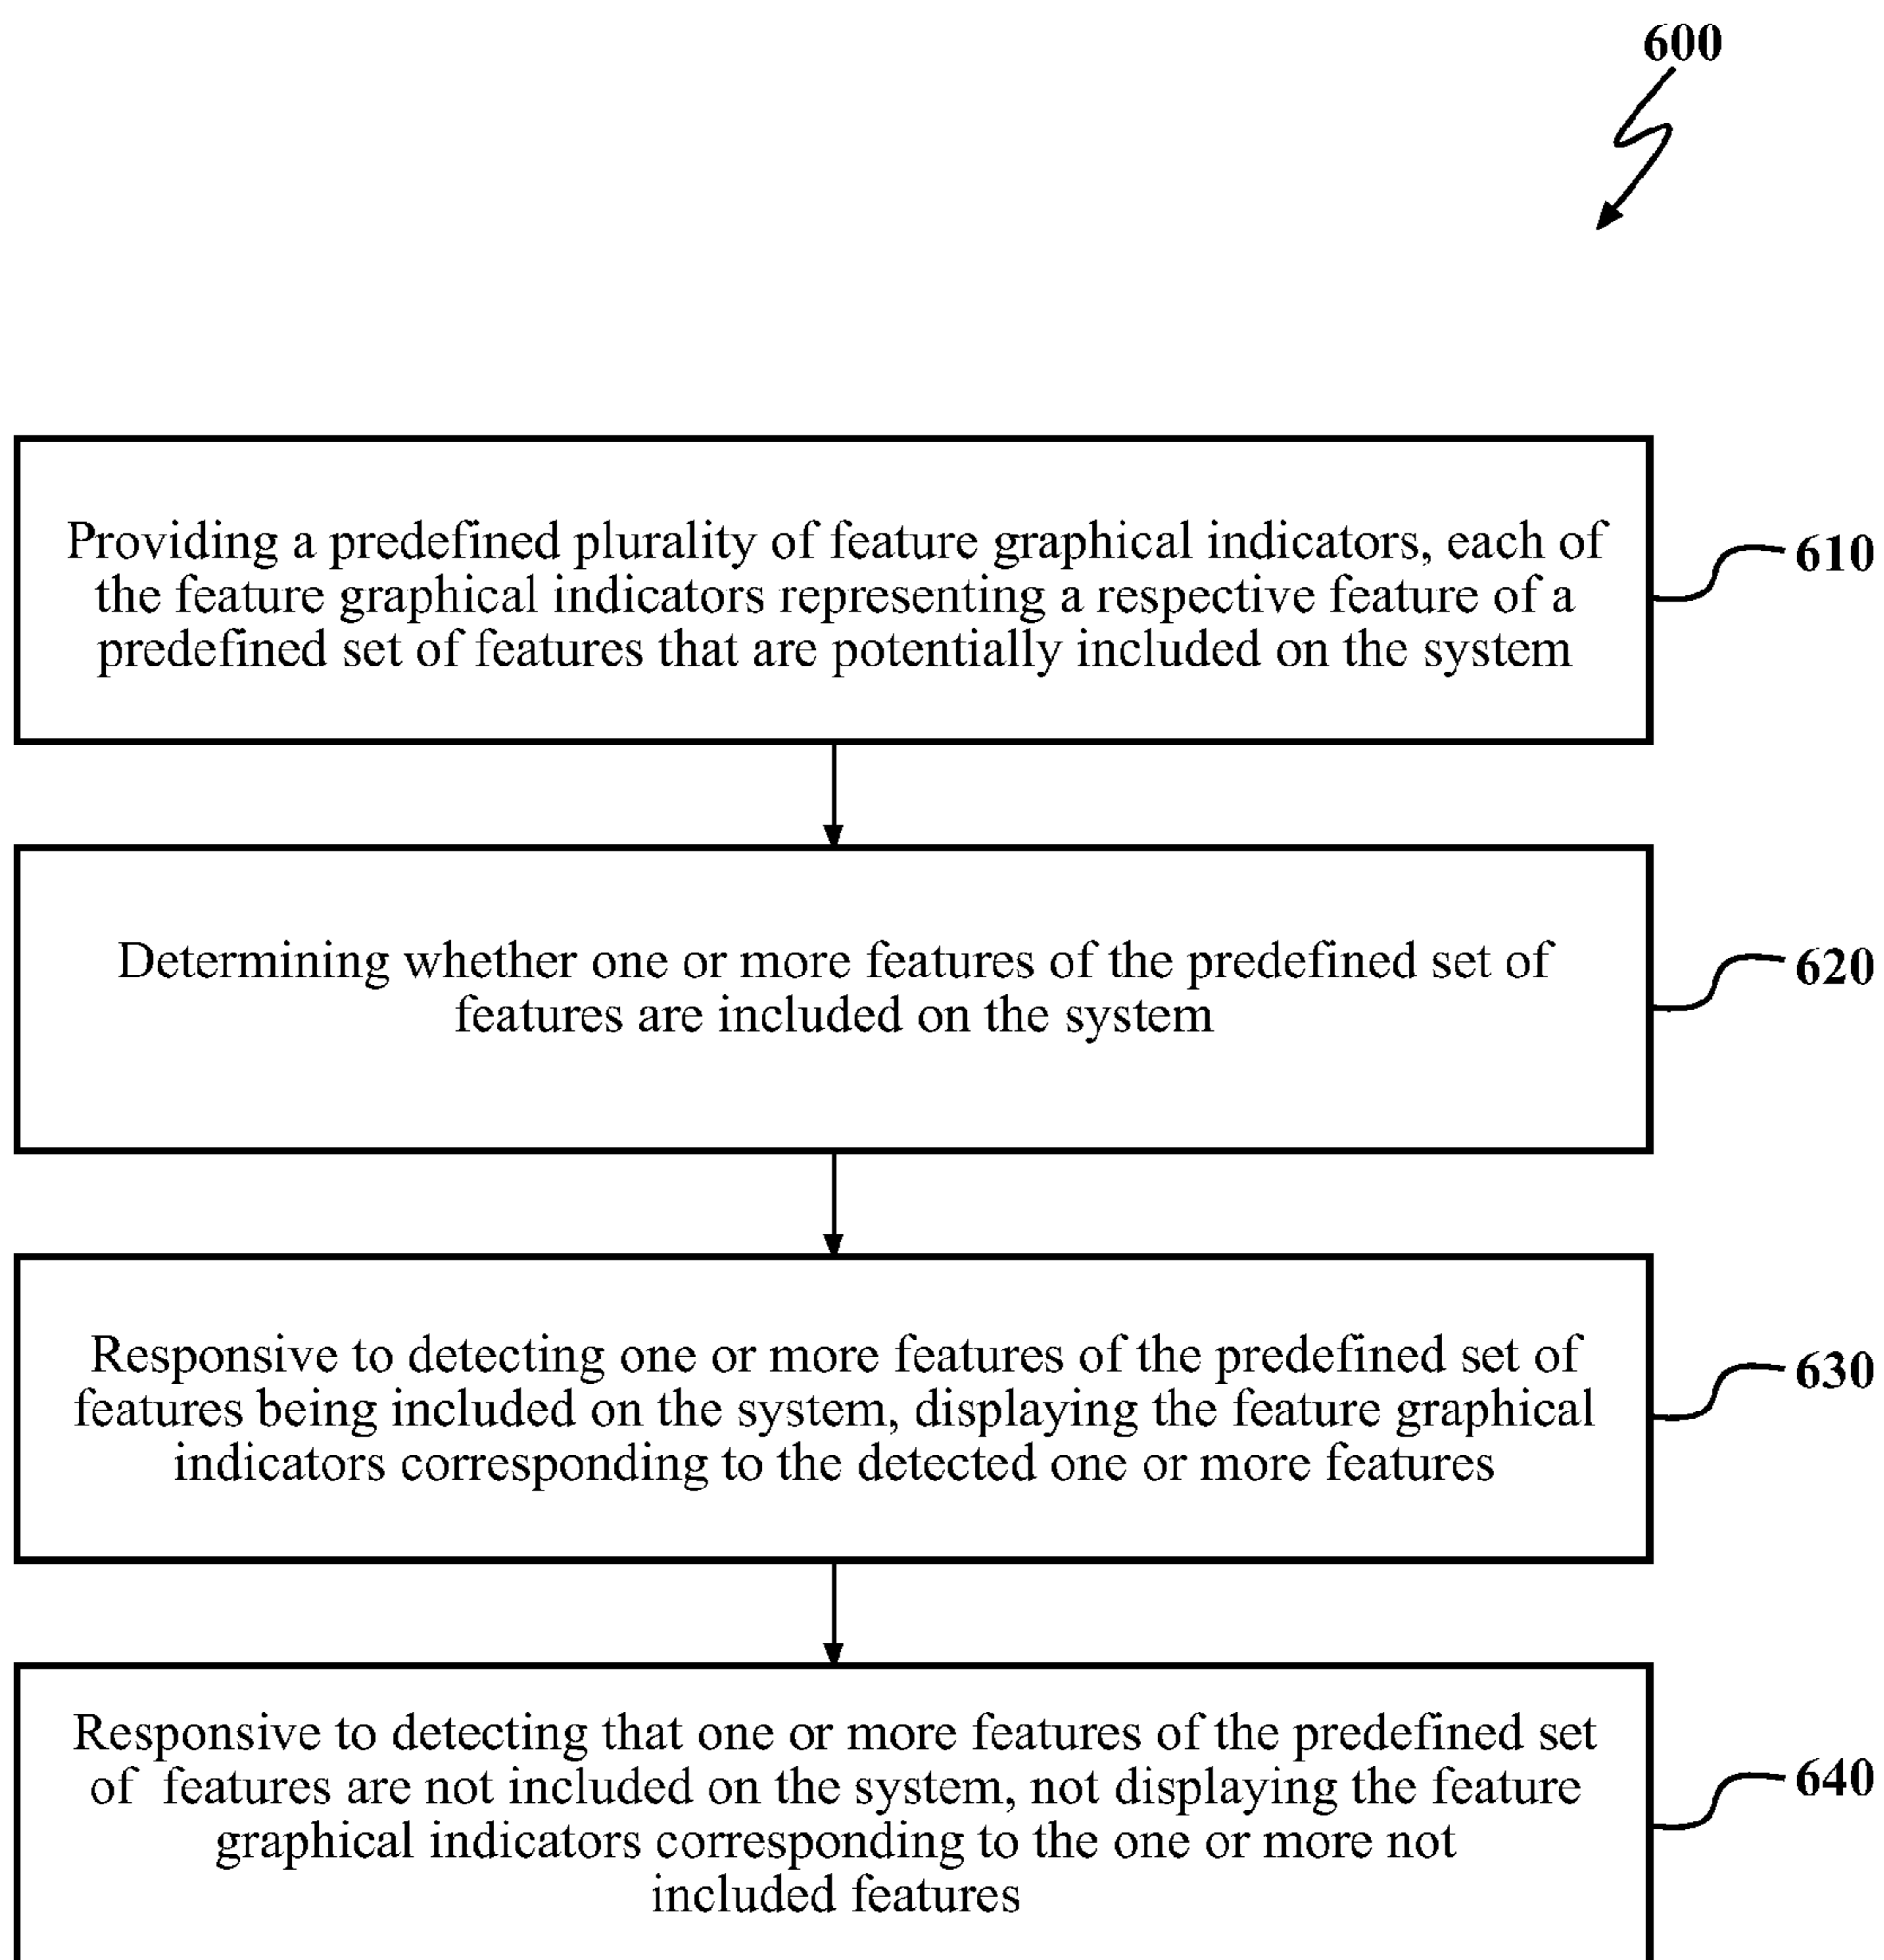 600
Providing a predefined plurality of feature graphical indicators, each of
the feature graphical indicators representing a respective feature of a
predefined set of features that are potentially included on the system
610
Determining whether one or more features of the predefined set of
features are included on the system
620
Responsive to detecting one or more features of the predefined set of
features being included on the system, displaying the feature graphical
indicators corresponding to the detected one or more features
630
Responsive to detecting that one or more features of the predefined set
of features are not included on the system, not displaying the feature
graphical indicators corresponding to the one or more not
included features
640